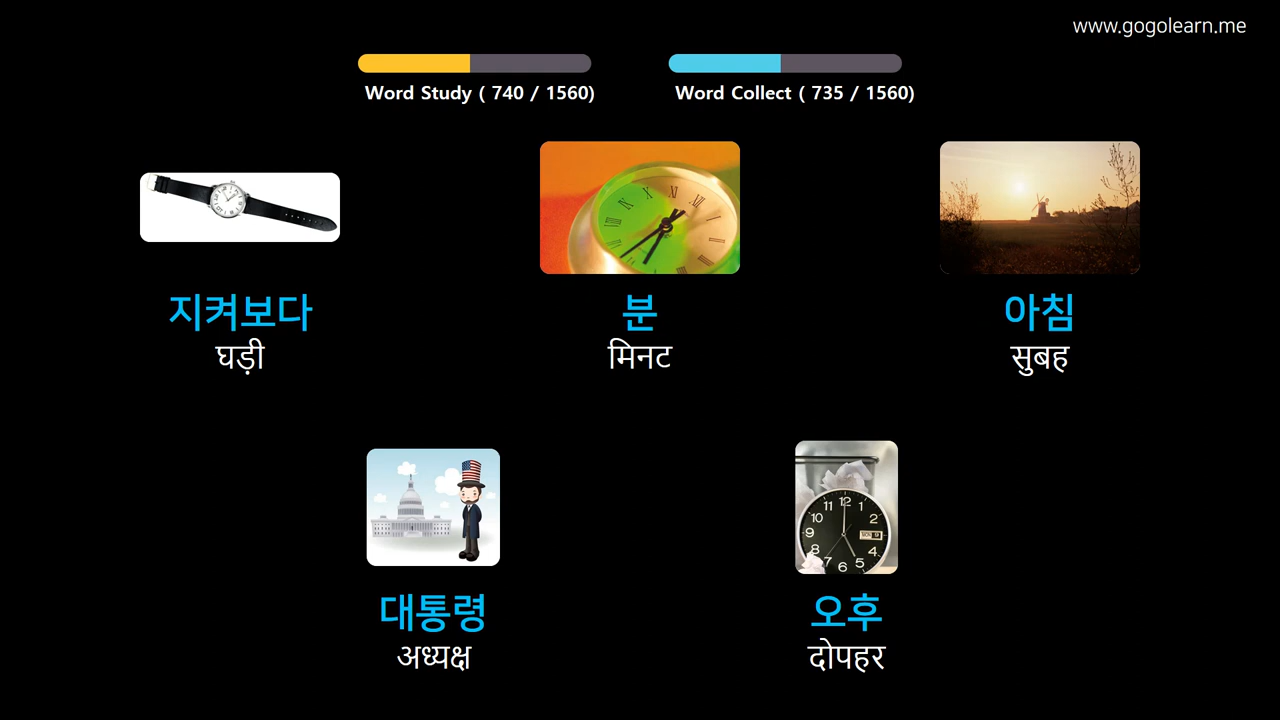 www.gogolearn.me
Word Study ( 740 / 1560)
Word Collect ( 735 / 1560)
지켜보다
घड़ी
분
मिनट
아침
सुबह
대통령
अध्यक्ष
오후
दोपहर